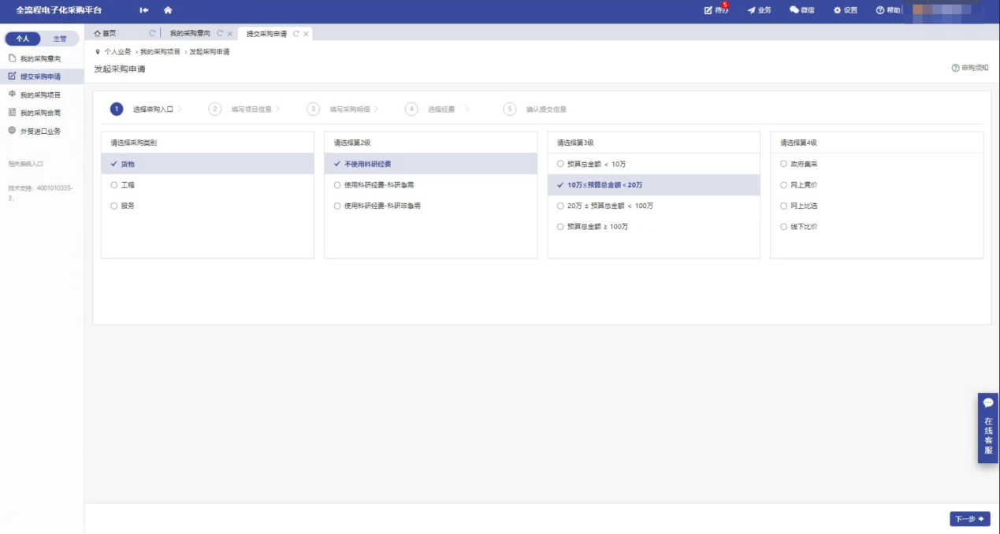 全流程电子化采购平台
5
待办
业务
微信
设置
帮助
个人
主管
首页
我的采购意向
提交采购申请
我的采购意向
提交采购申请
我的采购项目
我的采购合同
外贸进口业务
相关系统入口
技术支持：4001010335-
3,
个人业务 > 我的采购项目 > 发起采购申请
发起采购申请
申购须知
1 选择申购入口
2 填写项目信息
3 填写采购明细
4 选择经费
5 确认提交信息
请选择采购类别
货物
工程
服务
请选择第2级
不使用科研经费
使用科研经费-科研急需
使用科研经费-科研非急需
请选择第3级
预算总金额 < 10万
10万≤预算总金额<20万
20万 ≤ 预算总金额 < 100万
预算总金额 ≥ 100万
请选择第4级
政府集采
网上竞价
网上比选
线下比价
在线客服
下一步